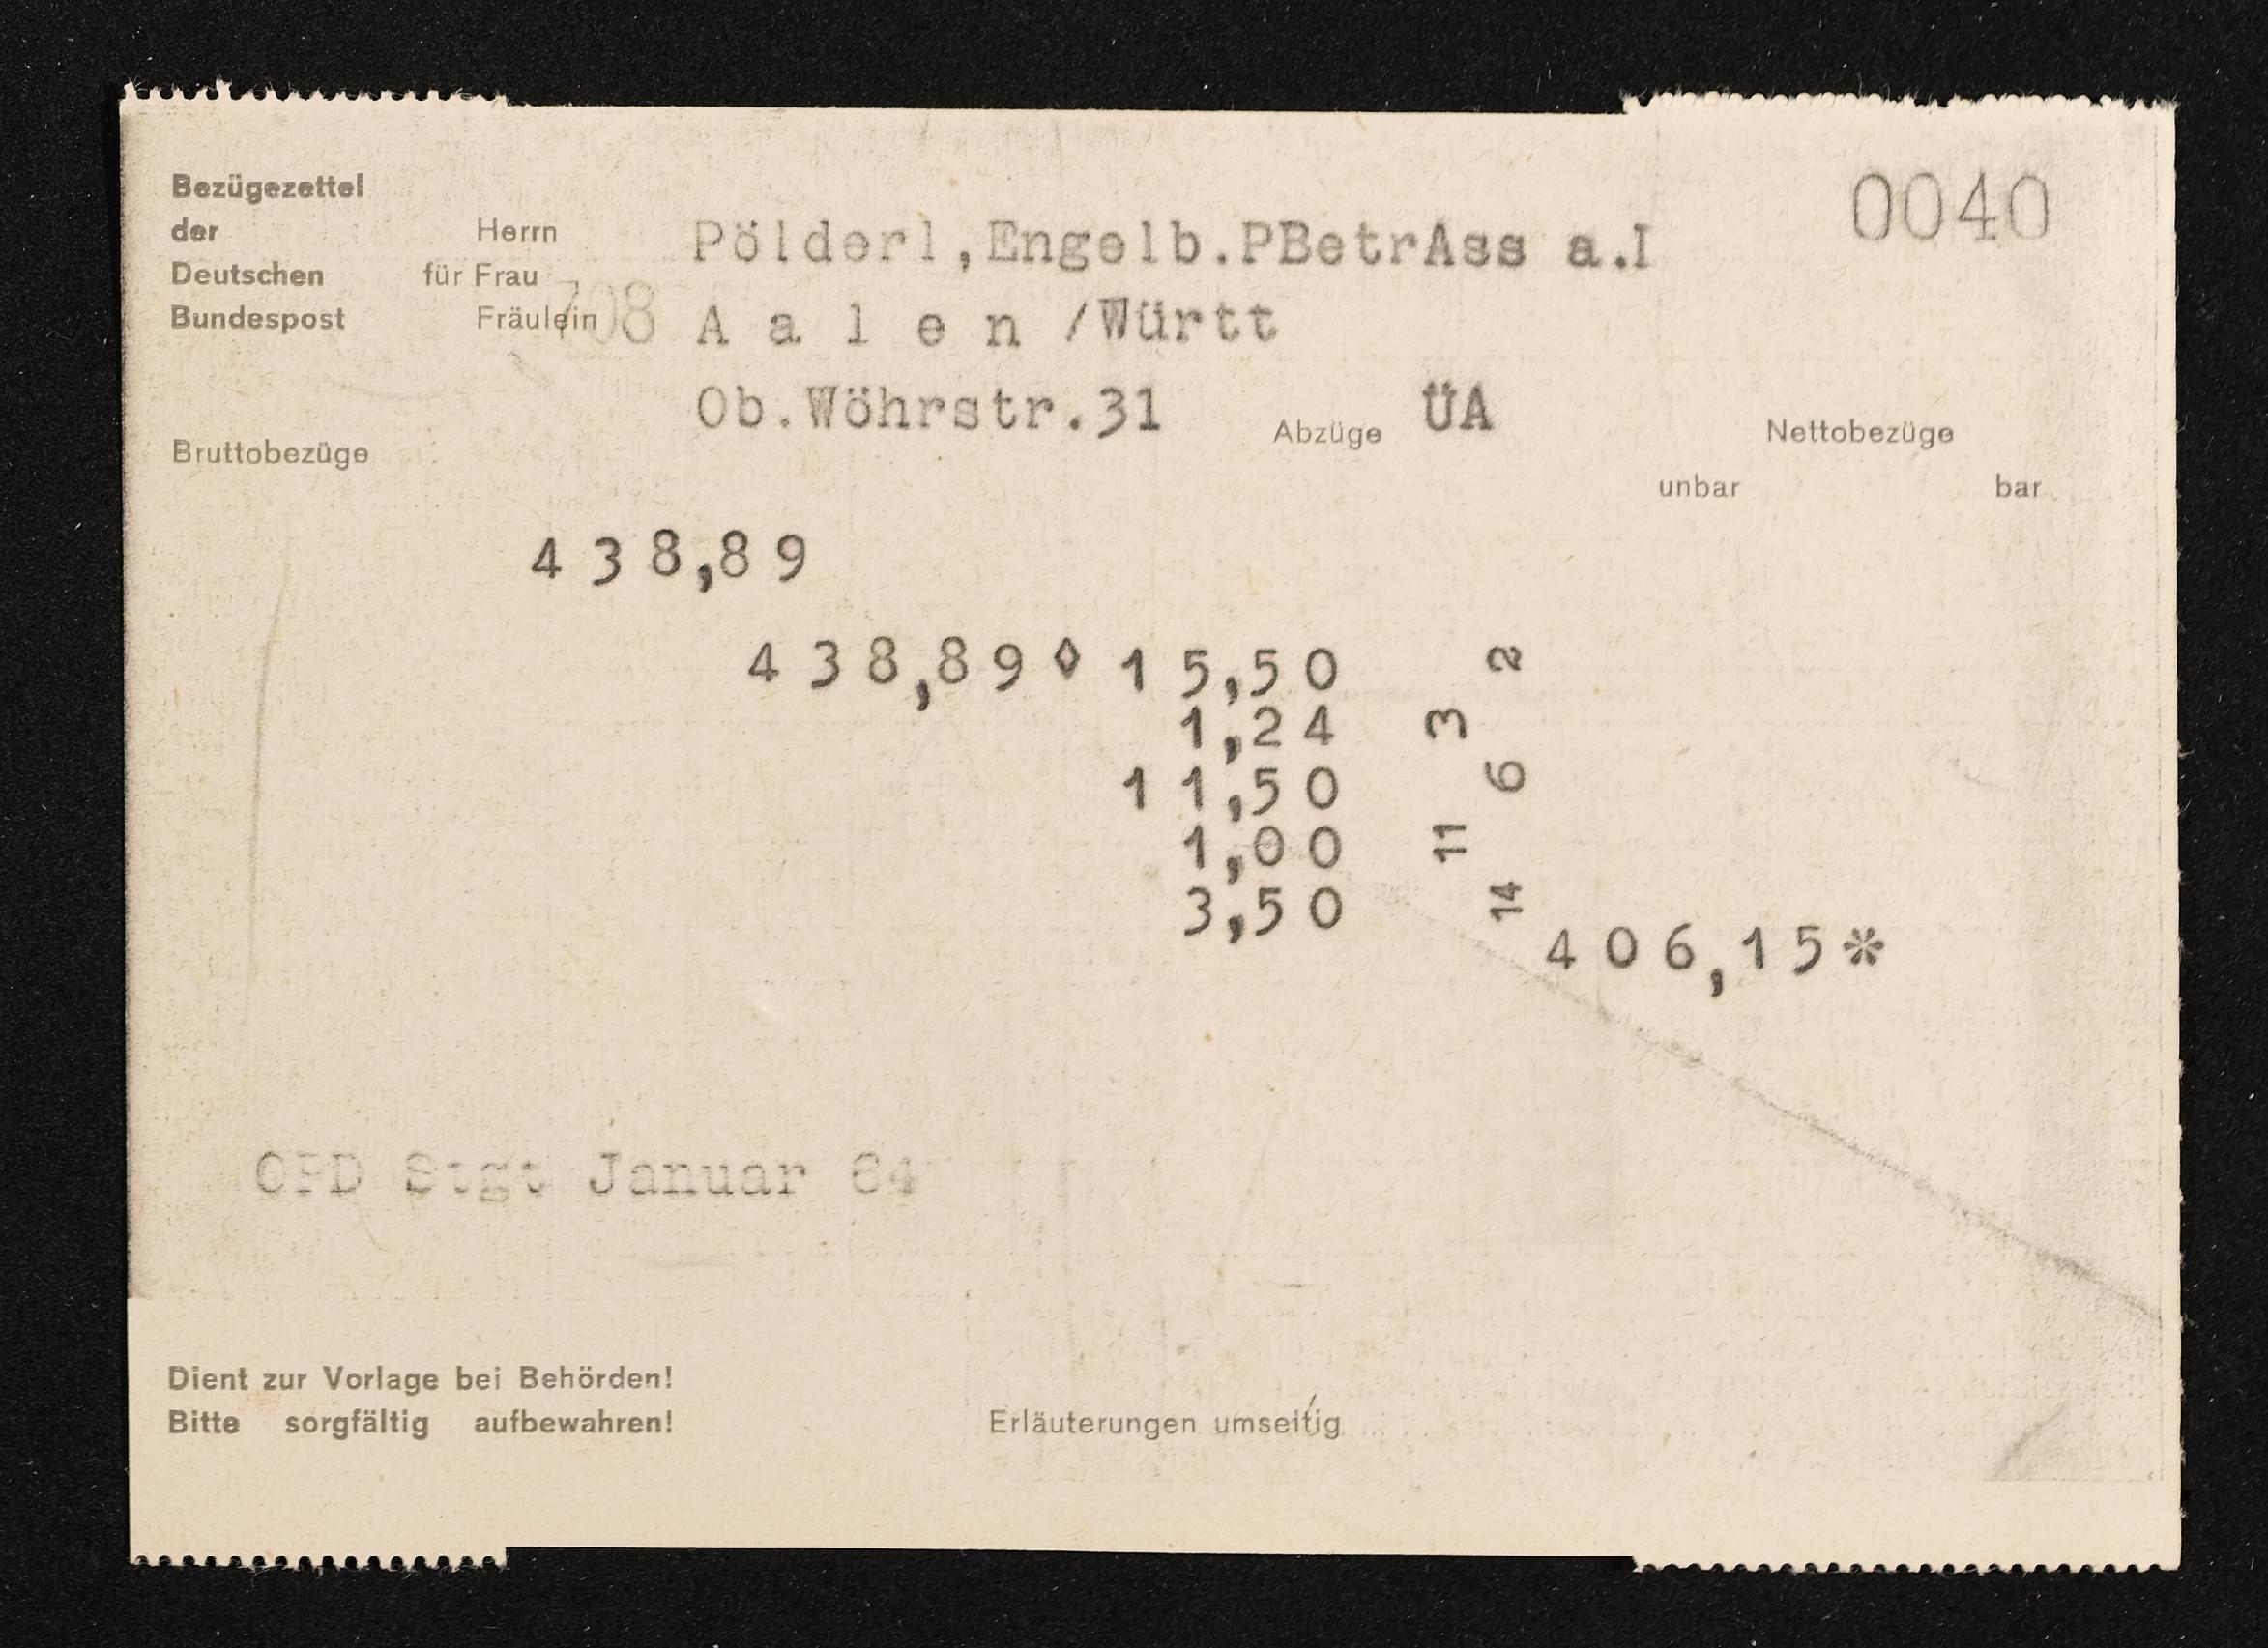 Bezügezettel
der
Deutschen
Bundespost
Herrn
für Frau
Fräulein
708
Pölderl,Engelb.PBetrAss a.I
A a l e n /Württ
Ob.Wöhrstr.31
0040
Bruttobezüge
Abzüge ÜA
Nettobezüge
unbar bar
438,89
438,89◊ 15,50 2
1,24 3
11,50 6
1,00 11
3,50 14
406,15*
OPD Stgt Januar 64
Dient zur Vorlage bei Behörden!
Bitte sorgfältig aufbewahren!
Erläuterungen umseitig